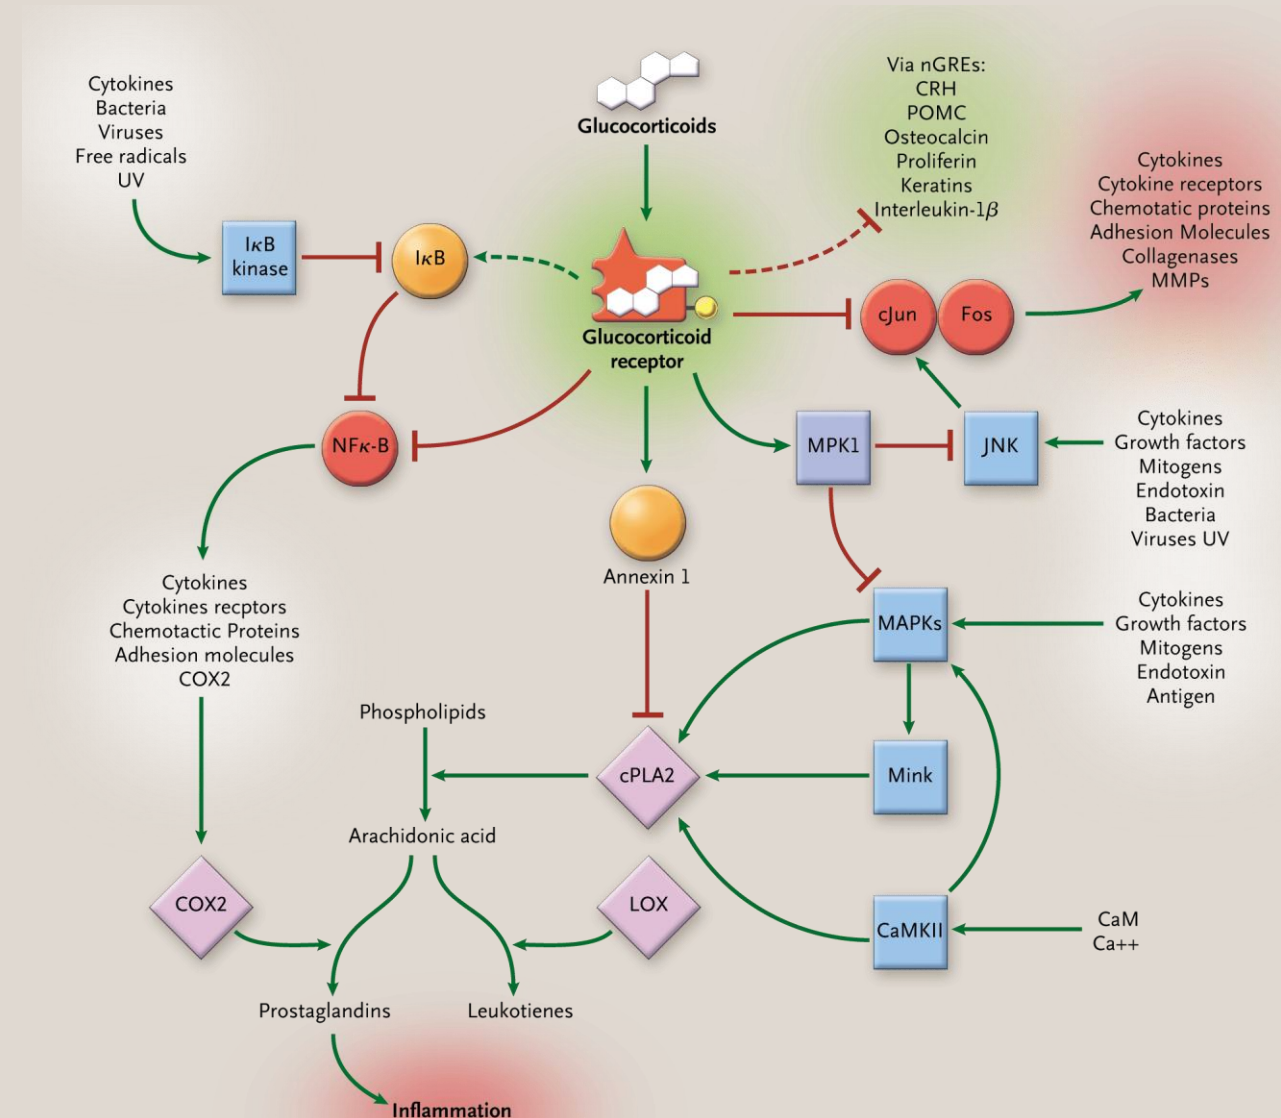 Cytokines
Bacteria
Viruses
Free radicals
UV
Glucocorticoids
Via nGREs:
CRH
POMC
Osteocalcin
Proliferin
Keratins
Interleukin-1β
Cytokines
Cytokine receptors
Chemotatic proteins
Adhesion Molecules
Collagenases
MMPs
IκB
kinase
IκB
Glucocorticoid
receptor
cJun
Fos
NFκ-B
MPK1
JNK
Cytokines
Growth factors
Mitogens
Endotoxin
Bacteria
Viruses UV
Annexin 1
Cytokines
Cytokines recptors
Chemotactic Proteins
Adhesion molecules
COX2
MAPKs
Cytokines
Growth factors
Mitogens
Endotoxin
Antigen
Phospholipids
cPLA2
Mink
Arachidonic acid
COX2
LOX
CaMKII
CaM
Ca++
Prostaglandins
Leukotienes
Inflammation